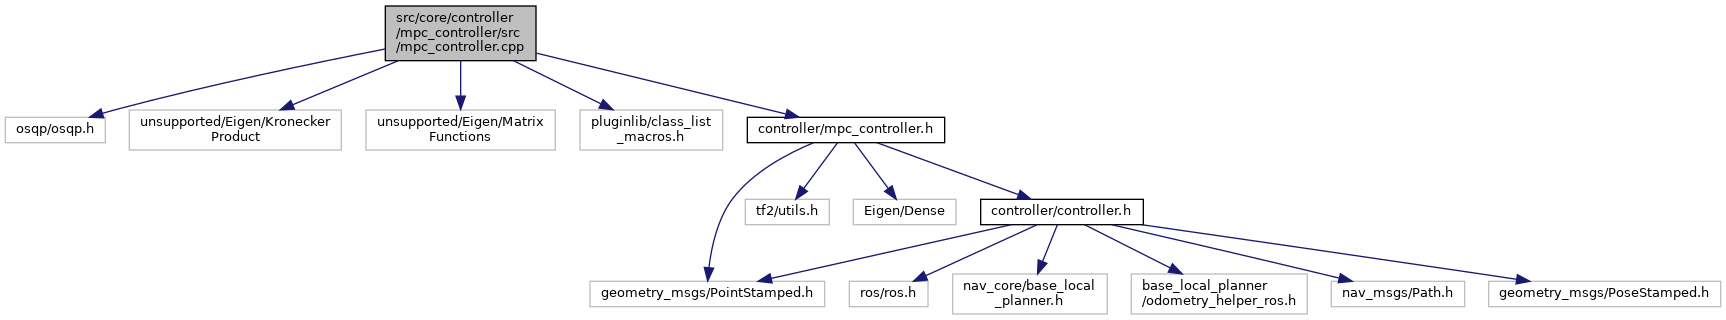 src/core/controller
/mpc_controller/src
/mpc_controller.cpp
osqp/osqp.h
unsupported/Eigen/Kronecker
Product
unsupported/Eigen/Matrix
Functions
pluginlib/class_list
_macros.h
controller/mpc_controller.h
tf2/utils.h
Eigen/Dense
controller/controller.h
geometry_msgs/PointStamped.h
ros/ros.h
nav_core/base_local
_planner.h
base_local_planner
/odometry_helper_ros.h
nav_msgs/Path.h
geometry_msgs/PoseStamped.h